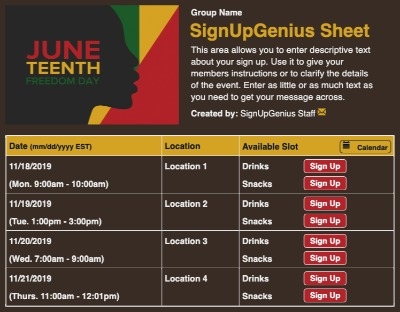 JUNE
TEENTH
FREEDOM DAY
Group Name
SignUpGenius Sheet
This area allows you to enter descriptive text
about your sign up. Use it to give your
members instructions or to clarify the details
of the event. Enter as little or as much text as
you need to get your message across.
Created by: SignUpGenius Staff
Date (mm/dd/yyyy EST) Location Available Slot Calendar
11/18/2019 Location 1 Drinks Sign Up
(Mon. 9:00am - 10:00am) Snacks Sign Up
11/19/2019 Location 2 Drinks Sign Up
(Tue. 1:00pm - 3:00pm) Snacks Sign Up
11/20/2019 Location 3 Drinks Sign Up
(Wed. 7:00am - 9:00am) Snacks Sign Up
11/21/2019 Location 4 Drinks Sign Up
(Thurs. 11:00am - 12:01pm) Snacks Sign Up